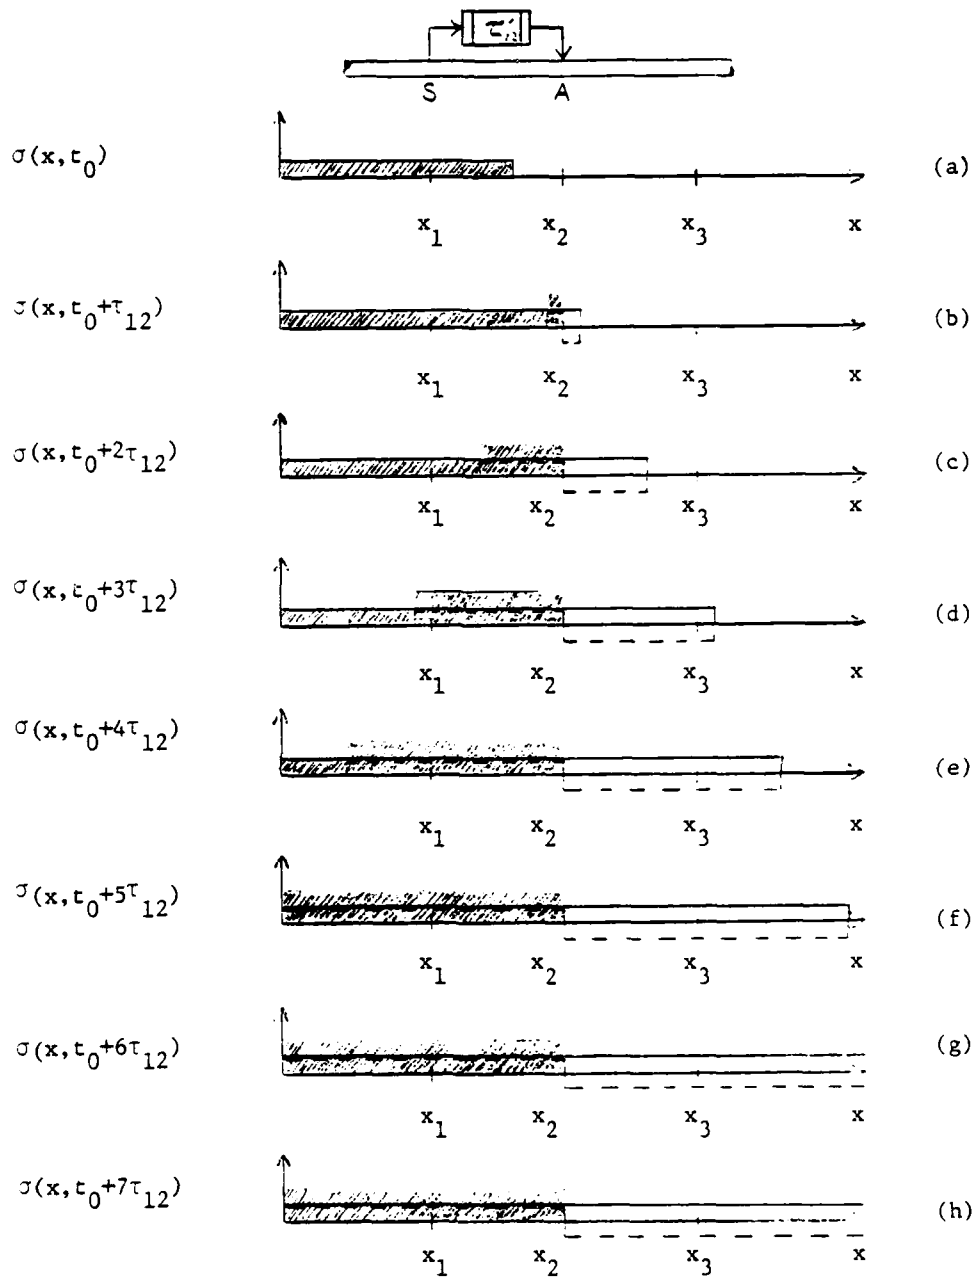 τ₁₂
S A
σ(x,t₀) (a)
x₁ x₂ x₃ x
σ(x,t₀+τ₁₂) (b)
x₁ x₂ x₃ x
σ(x,t₀+2τ₁₂) (c)
x₁ x₂ x₃ x
σ(x,t₀+3τ₁₂) (d)
x₁ x₂ x₃ x
σ(x,t₀+4τ₁₂) (e)
x₁ x₂ x₃ x
σ(x,t₀+5τ₁₂) (f)
x₁ x₂ x₃ x
σ(x,t₀+6τ₁₂) (g)
x₁ x₂ x₃ x
σ(x,t₀+7τ₁₂) (h)
x₁ x₂ x₃ x